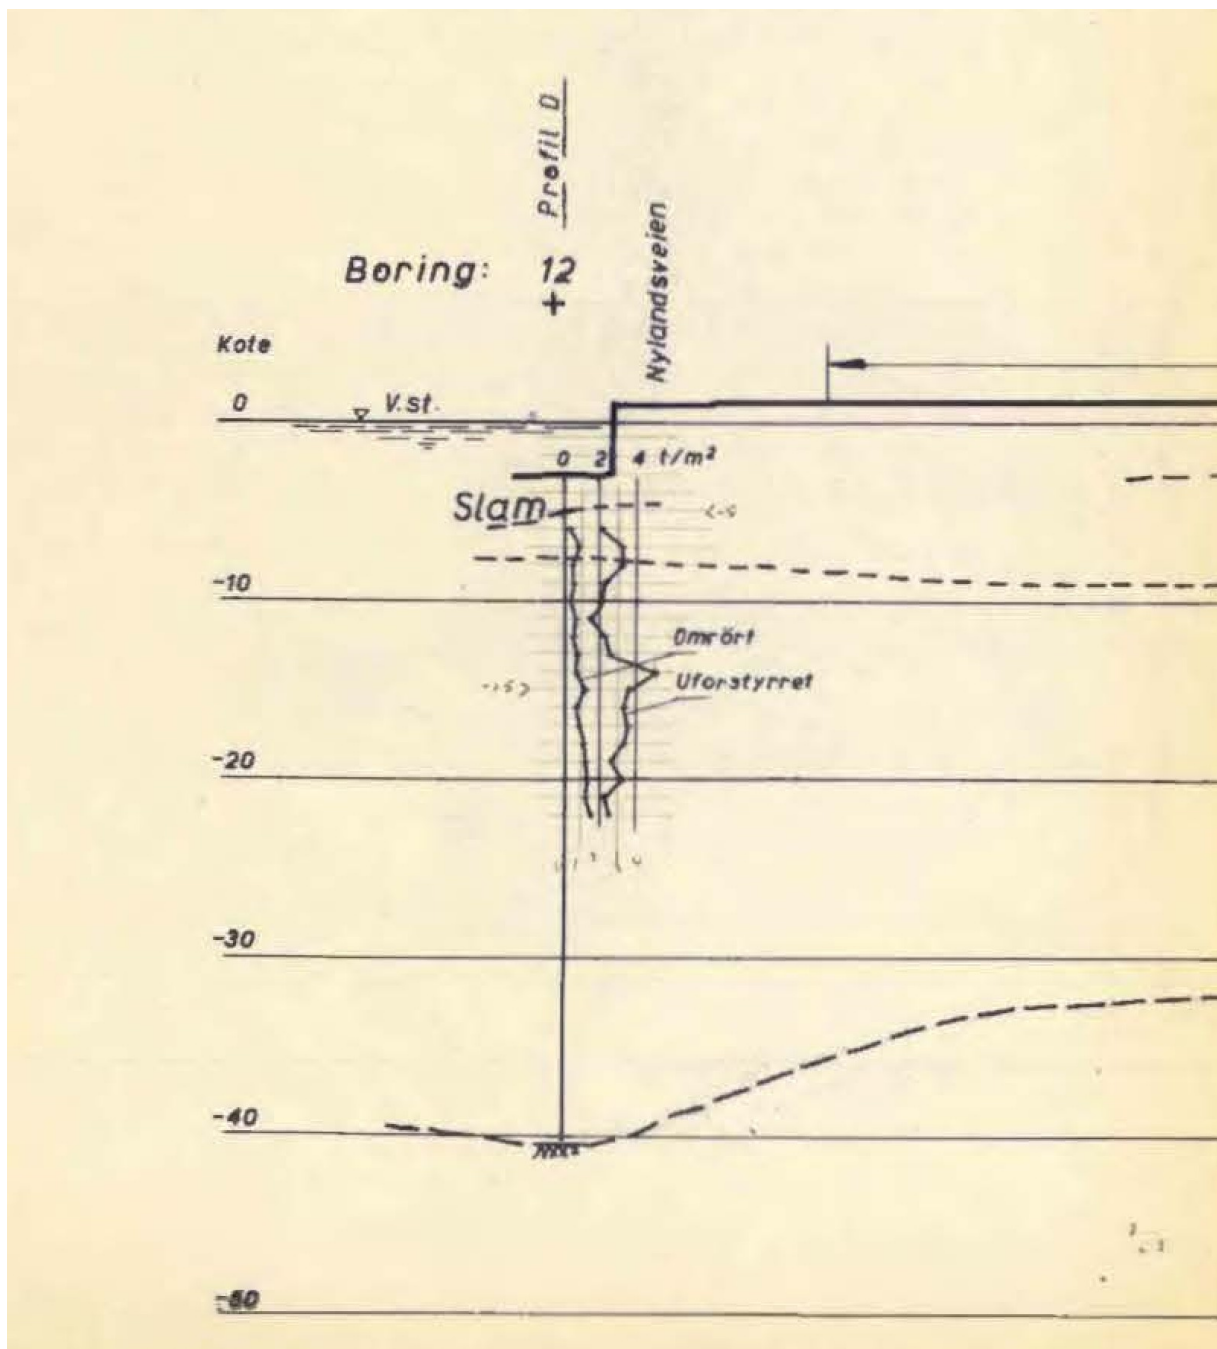 Profil D
Nylandsveien
Boring: 12
Kote
0
V.st.
0 2 4 t/m²
Slam
-10
Omrört
Uforstyrret
-20
-30
-40
-50